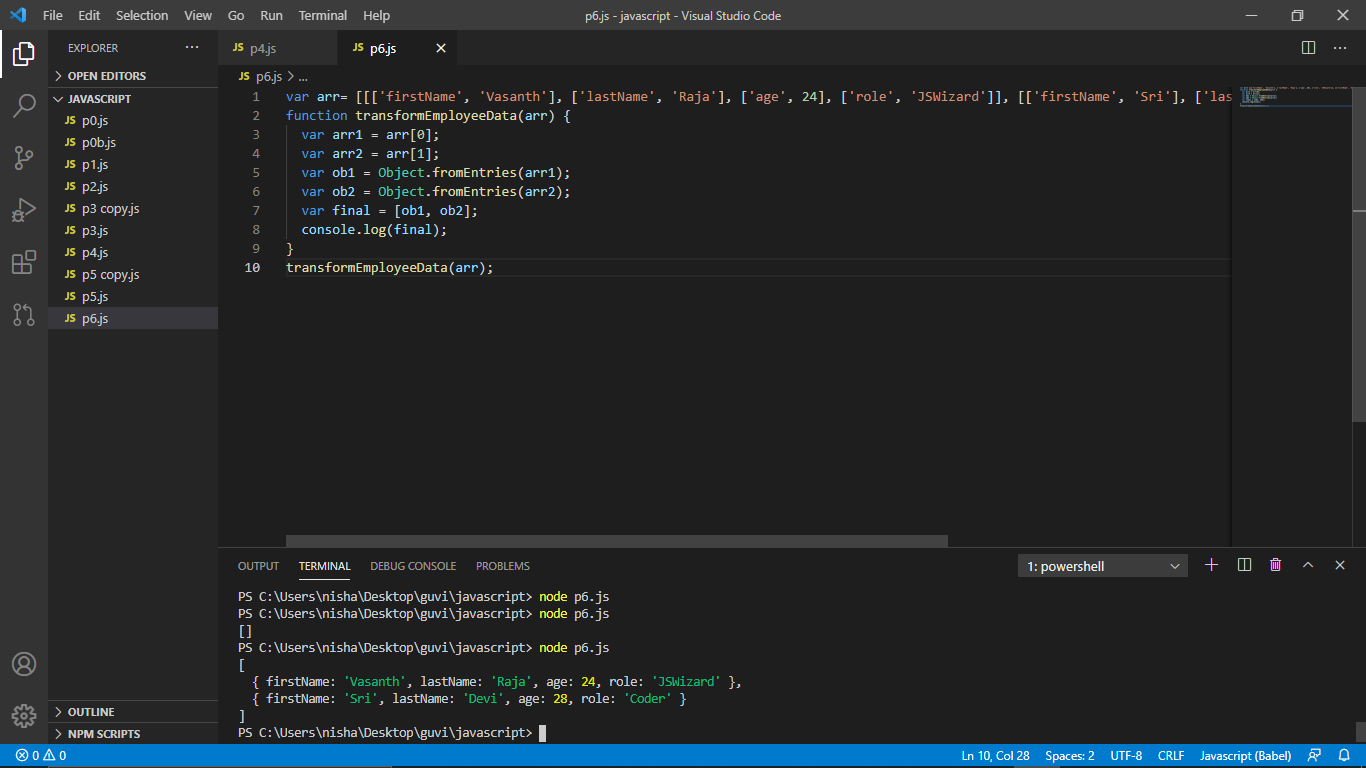 File Edit Selection View Go Run Terminal Help p6.js - javascript - Visual Studio Code
EXPLORER ...
OPEN EDITORS
JAVASCRIPT
JS p0.js
JS p0b.js
JS p1.js
JS p2.js
JS p3 copy.js
JS p3.js
JS p4.js
JS p5 copy.js
JS p5.js
JS p6.js
OUTLINE
NPM SCRIPTS
JS p4.js JS p6.js
JS p6.js > ...
1 var arr= [[['firstName', 'Vasanth'], ['lastName', 'Raja'], ['age', 24], ['role', 'JSWizard']], [['firstName', 'Sri'], ['las
2 function transformEmployeeData(arr) {
3 var arr1 = arr[0];
4 var arr2 = arr[1];
5 var ob1 = Object.fromEntries(arr1);
6 var ob2 = Object.fromEntries(arr2);
7 var final = [ob1, ob2];
8 console.log(final);
9 }
10 transformEmployeeData(arr);
OUTPUT TERMINAL DEBUG CONSOLE PROBLEMS 1: powershell
PS C:\Users\nisha\Desktop\guvi\javascript> node p6.js
PS C:\Users\nisha\Desktop\guvi\javascript> node p6.js
[]
PS C:\Users\nisha\Desktop\guvi\javascript> node p6.js
[
{ firstName: 'Vasanth', lastName: 'Raja', age: 24, role: 'JSWizard' },
{ firstName: 'Sri', lastName: 'Devi', age: 28, role: 'Coder' }
]
PS C:\Users\nisha\Desktop\guvi\javascript>
0 0 Ln 10, Col 28 Spaces: 2 UTF-8 CRLF Javascript (Babel)